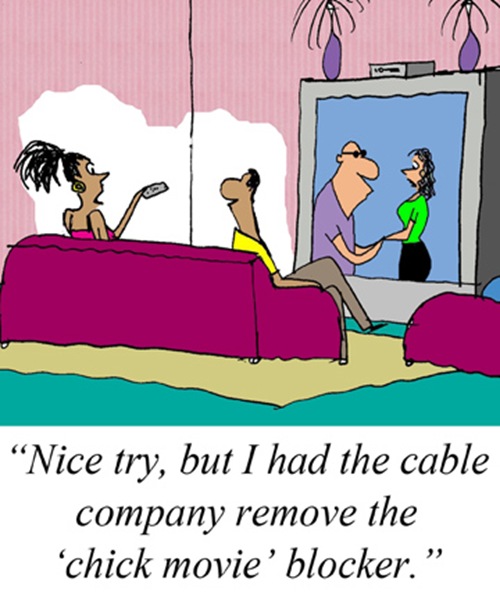 “Nice try, but I had the cable
company remove the
‘chick movie’ blocker.”